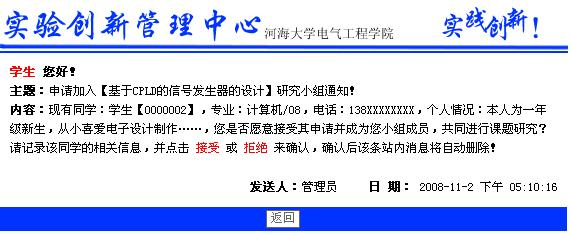 实验创新管理中心 河海大学电气工程学院 实践创新！
学生 您好！
主题：申请加入【基于CPLD的信号发生器的设计】研究小组通知！
内容：现有同学：学生【0000002】，专业：计算机/08，电话：138XXXXXXXX，个人情况：本人为一年
级新生，从小喜爱电子设计制作……，您是否愿意接受其申请并成为您小组成员，共同进行课题研究？
请记录该同学的相关信息，并点击 接受 或 拒绝 来确认，确认后该条站内消息将自动删除！
发送人：管理员 日 期： 2008-11-2 下午 05:10:16
返回